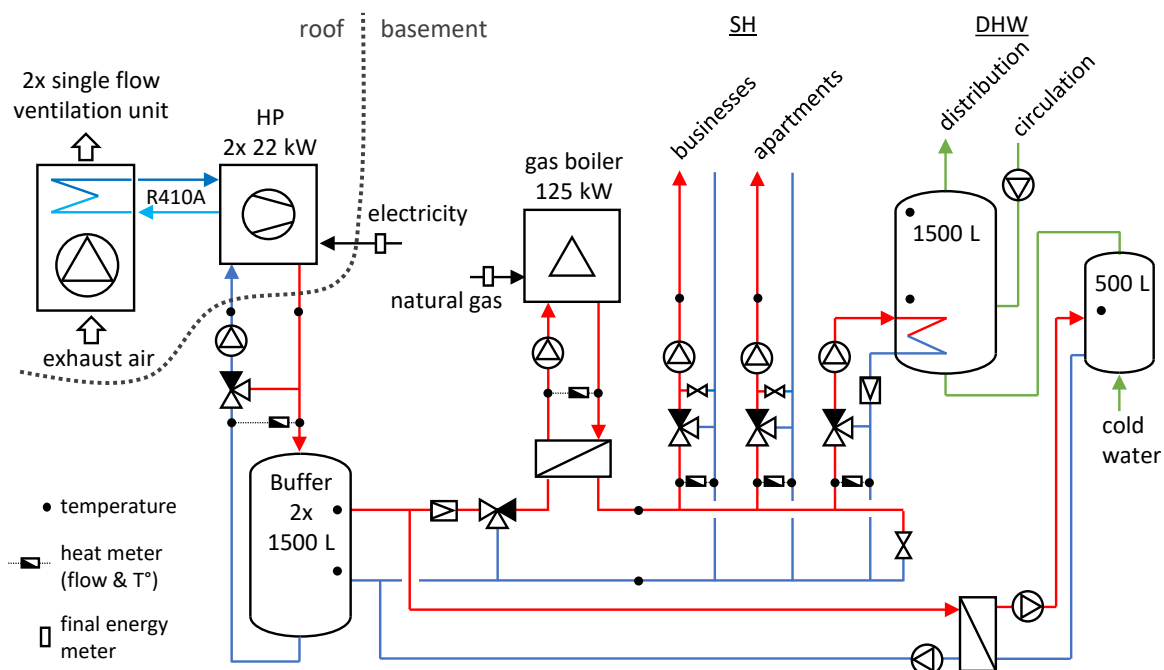 roof basement
SH
DHW
2x single flow
ventilation unit
HP
2x 22 kW
R410A
electricity
gas boiler
125 kW
natural gas
exhaust air
businesses
apartments
distribution
circulation
1500 L
500 L
cold
water
Buffer
2x
1500 L
temperature
heat meter
(flow & T°)
final energy
meter